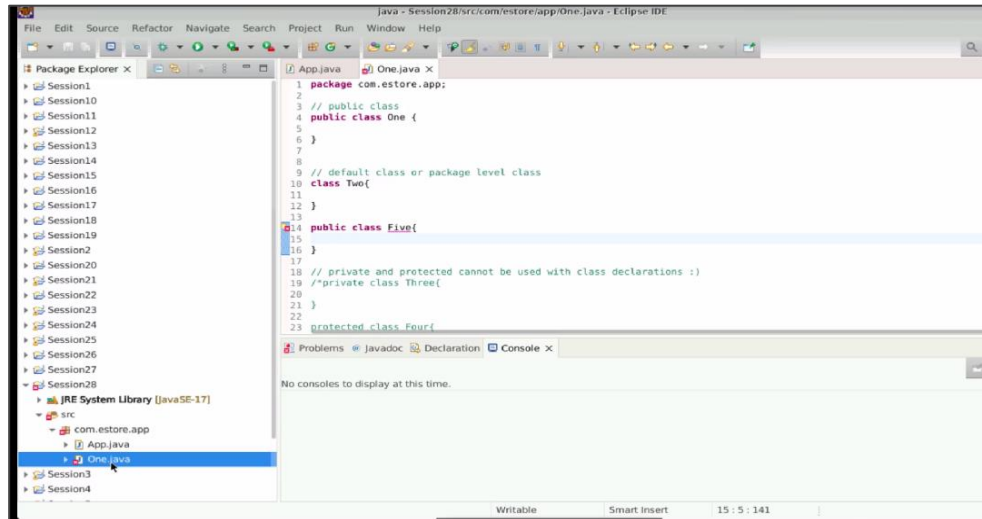 java - Session28/src/com/estore/app/One.java - Eclipse IDE
File Edit Source Refactor Navigate Search Project Run Window Help
Package Explorer
App.java
One.java
Session1
Session10
Session11
Session12
Session13
Session14
Session15
Session16
Session17
Session18
Session19
Session2
Session20
Session21
Session22
Session23
Session24
Session25
Session26
Session27
Session28
JRE System Library [JavaSE-17]
src
com.estore.app
App.java
One.java
Session3
Session4
1 package com.estore.app;
2
3 // public class
4 public class One {
5
6 }
7
8
9 // default class or package level class
10 class Two{
11
12 }
13
14 public class Five{
15
16 }
17
18 // private and protected cannot be used with class declarations :)
19 /*private class Three{
20
21 }
22
23 protected class Four{
Problems Javadoc Declaration Console
No consoles to display at this time.
Writable Smart Insert 15 : 5 : 141